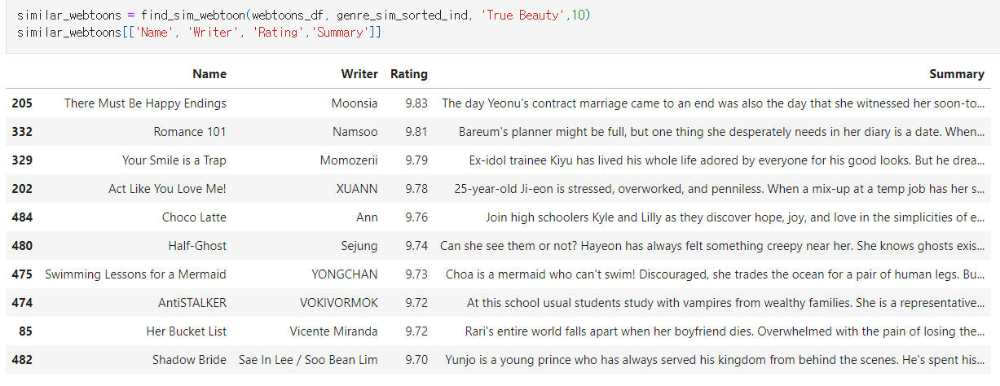 similar_webtoons = find_sim_webtoon(webtoons_df, genre_sim_sorted_ind, 'True Beauty',10)
similar_webtoons[['Name', 'Writer', 'Rating','Summary']]
Name Writer Rating Summary
205 There Must Be Happy Endings Moonsia 9.83 The day Yeonu's contract marriage came to an end was also the day that she witnessed her soon-to...
332 Romance 101 Namsoo 9.81 Bareum's planner might be full, but one thing she desperately needs in her diary is a date. When...
329 Your Smile is a Trap Momozerii 9.79 Ex-idol trainee Kiyu has lived his whole life adored by everyone for his good looks. But he drea...
202 Act Like You Love Me! XUANN 9.78 25-year-old Ji-eon is stressed, overworked, and penniless. When a mix-up at a temp job has her s...
484 Choco Latte Ann 9.76 Join high schoolers Kyle and Lilly as they discover hope, joy, and love in the simplicities of e...
480 Half-Ghost Sejung 9.74 Can she see them or not? Hayeon has always felt something creepy near her. She knows ghosts exis...
475 Swimming Lessons for a Mermaid YONGCHAN 9.73 Choa is a mermaid who can't swim! Discouraged, she trades the ocean for a pair of human legs. Bu...
474 AntiSTALKER VOKIVORMOK 9.72 At this school usual students study with vampires from wealthy families. She is a representative...
85 Her Bucket List Vicente Miranda 9.72 Rari's entire world falls apart when her boyfriend dies. Overwhelmed with the pain of losing the...
482 Shadow Bride Sae In Lee / Soo Bean Lim 9.70 Yunjo is a young prince who has always served his kingdom from behind the scenes. He's spent his...